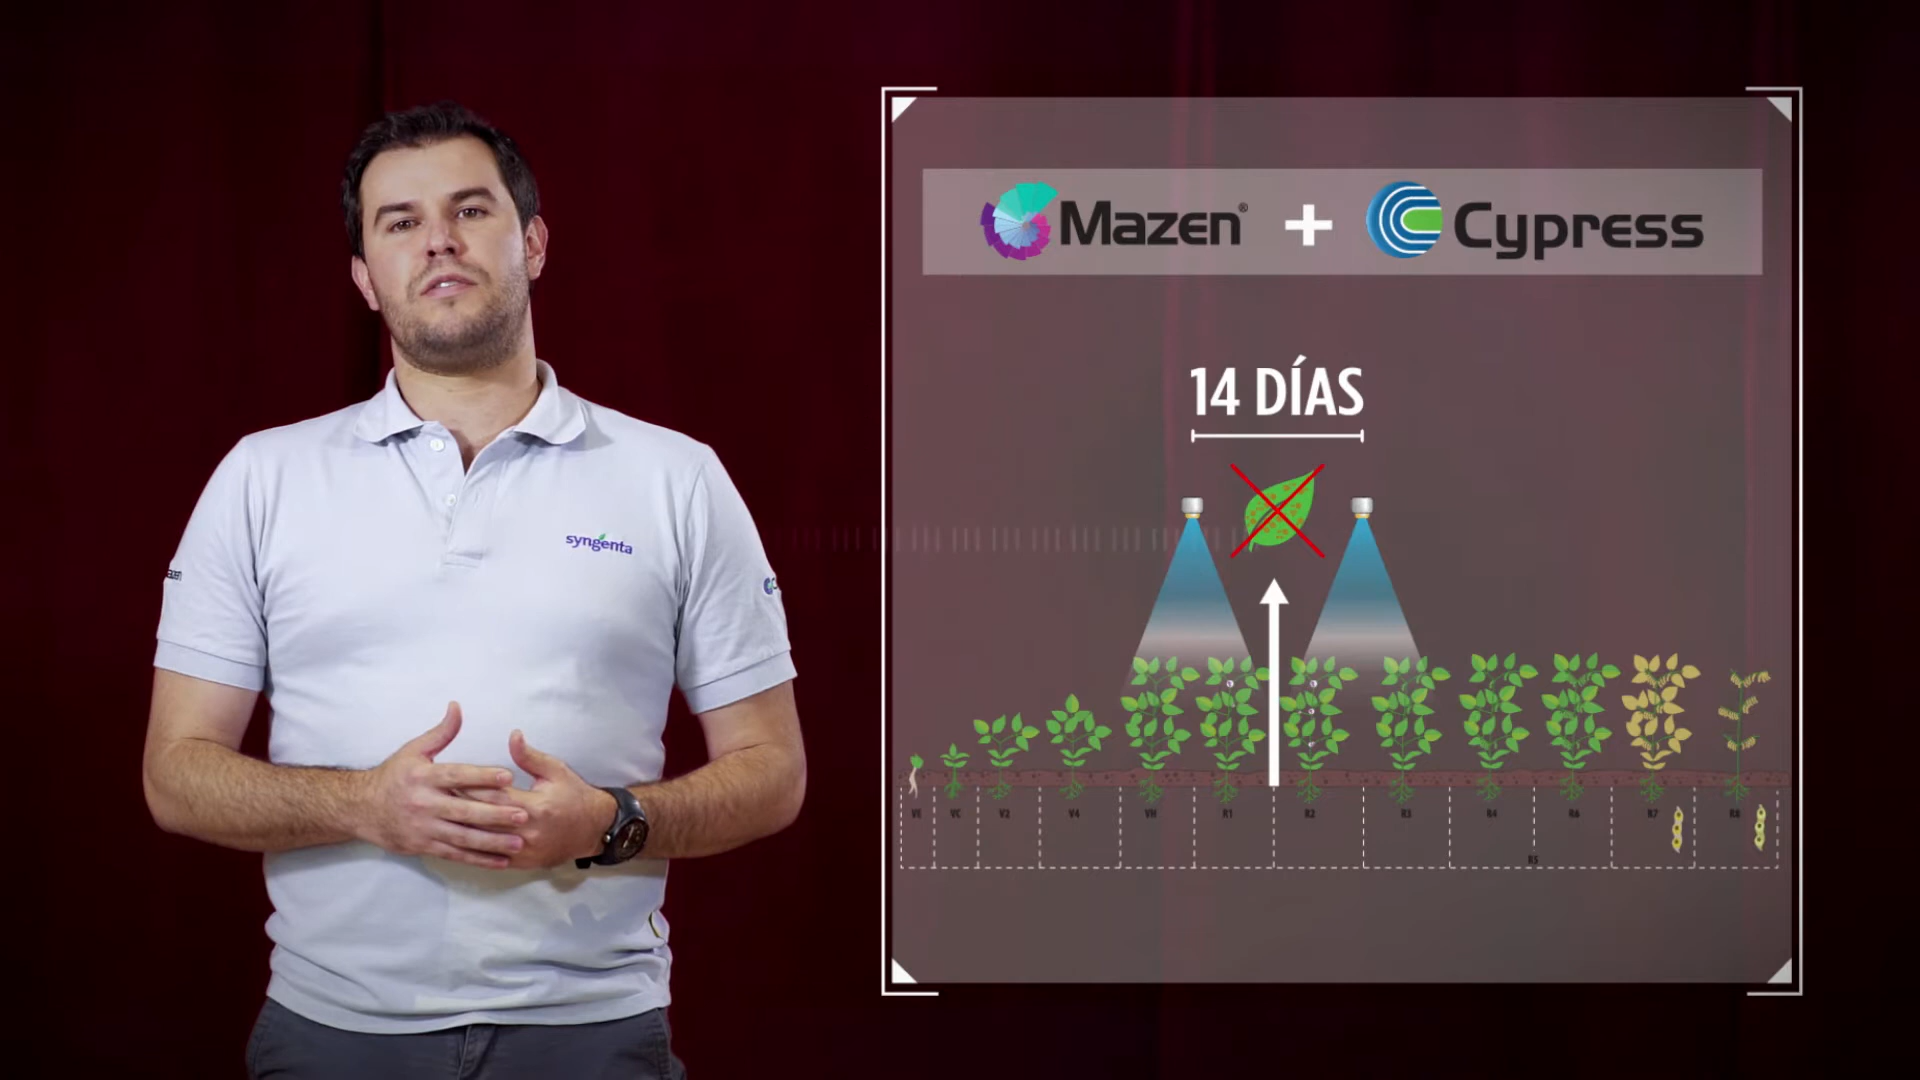 Mazen® + Cypress
14 DÍAS
syngenta
VE VC V2 V4 VN R1 R2 R3 R4 R6 R7 R8
R5